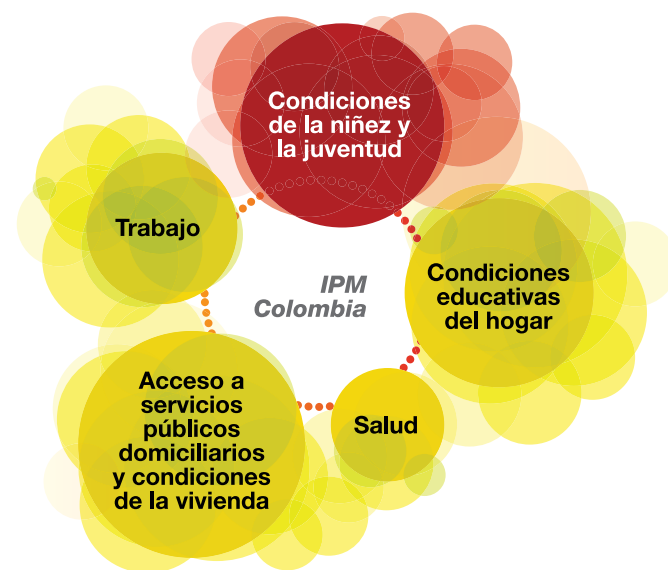 Condiciones
de la niñez y
la juventud
Trabajo
IPM
Colombia
Condiciones
educativas
del hogar
Acceso a
servicios
públicos
domiciliarios
y condiciones
de la vivienda
Salud